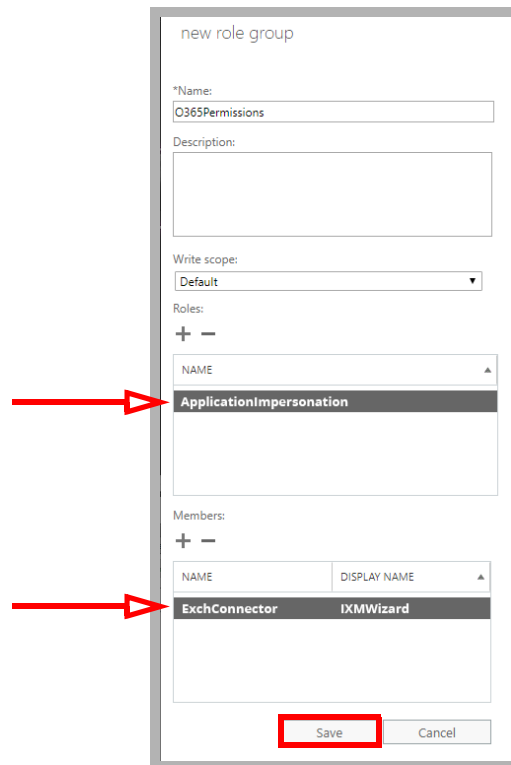 new role group
*Name:
O365Permissions
Description:
Write scope:
Default
Roles:
NAME
ApplicationImpersonation
Members:
NAME DISPLAY NAME
ExchConnector IXMWizard
Save Cancel